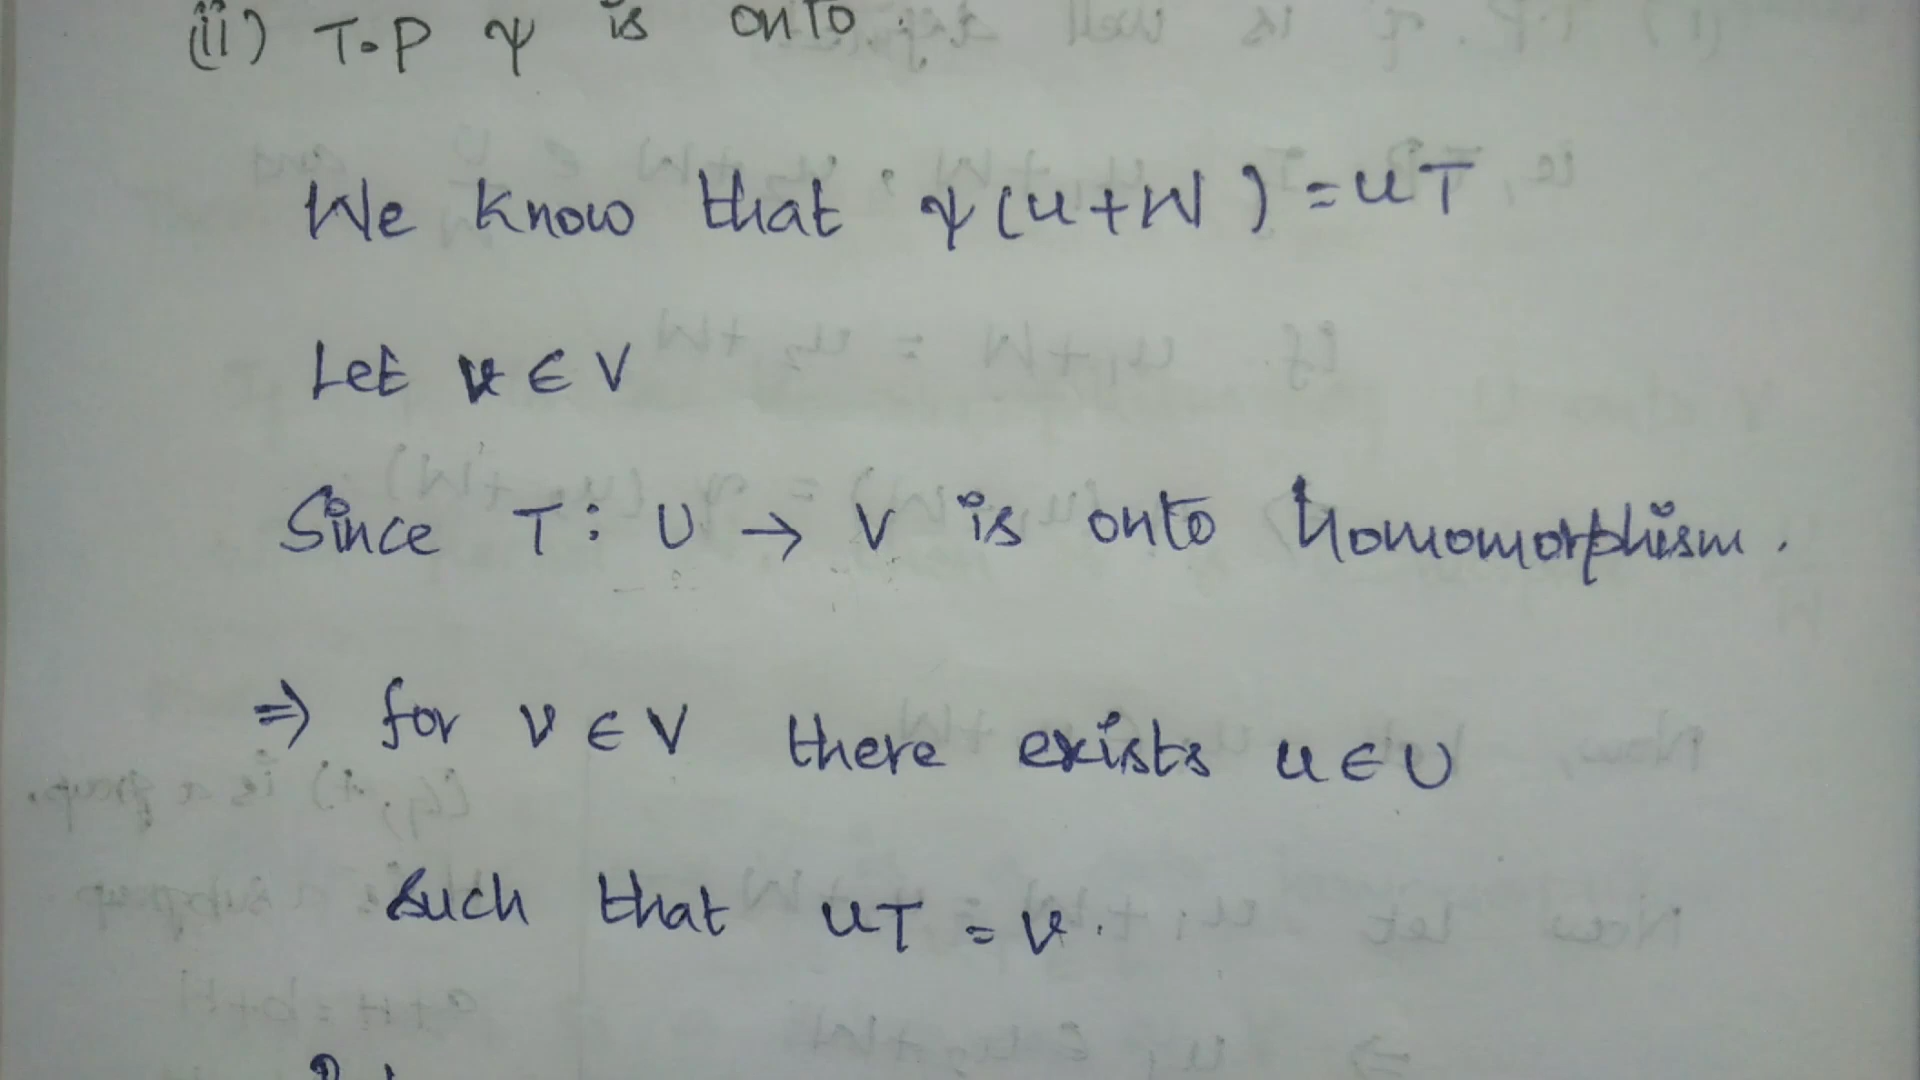 (ii) T.P ψ is onto.
We know that ψ(u+W) = uT
Let v ∈ V
Since T : U → V is onto homomorphism.
⇒ for v ∈ V there exists u ∈ U
such that uT = v.